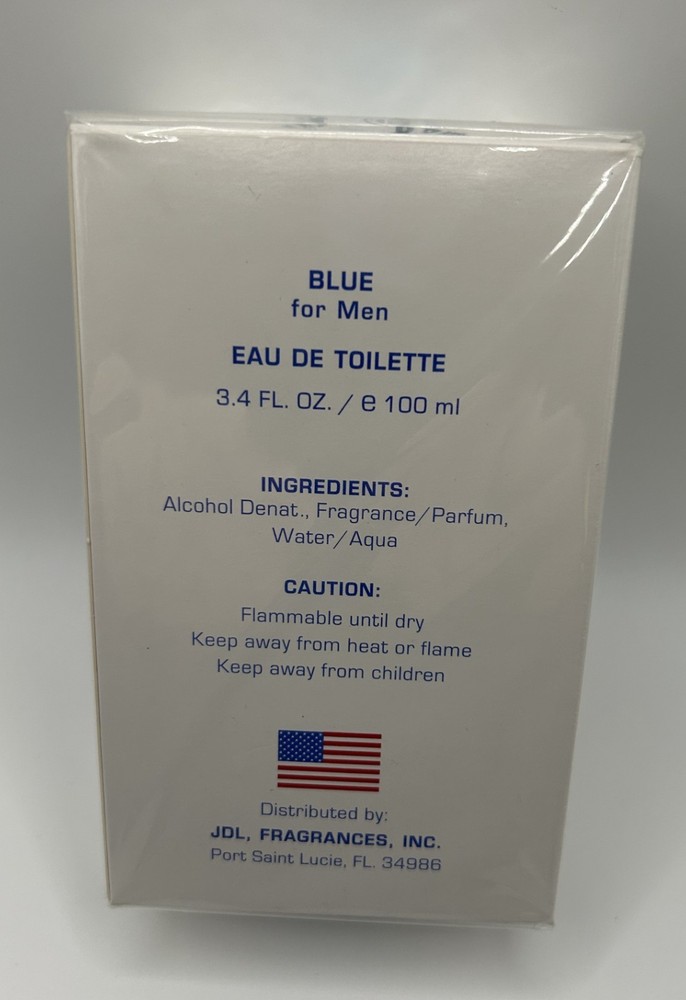 BLUE
for Men
EAU DE TOILETTE
3.4 FL. OZ. / e 100 ml
INGREDIENTS:
Alcohol Denat., Fragrance/Parfum,
Water/Aqua
CAUTION:
Flammable until dry
Keep away from heat or flame
Keep away from children
Distributed by:
JDL, FRAGRANCES, INC.
Port Saint Lucie, FL. 34986